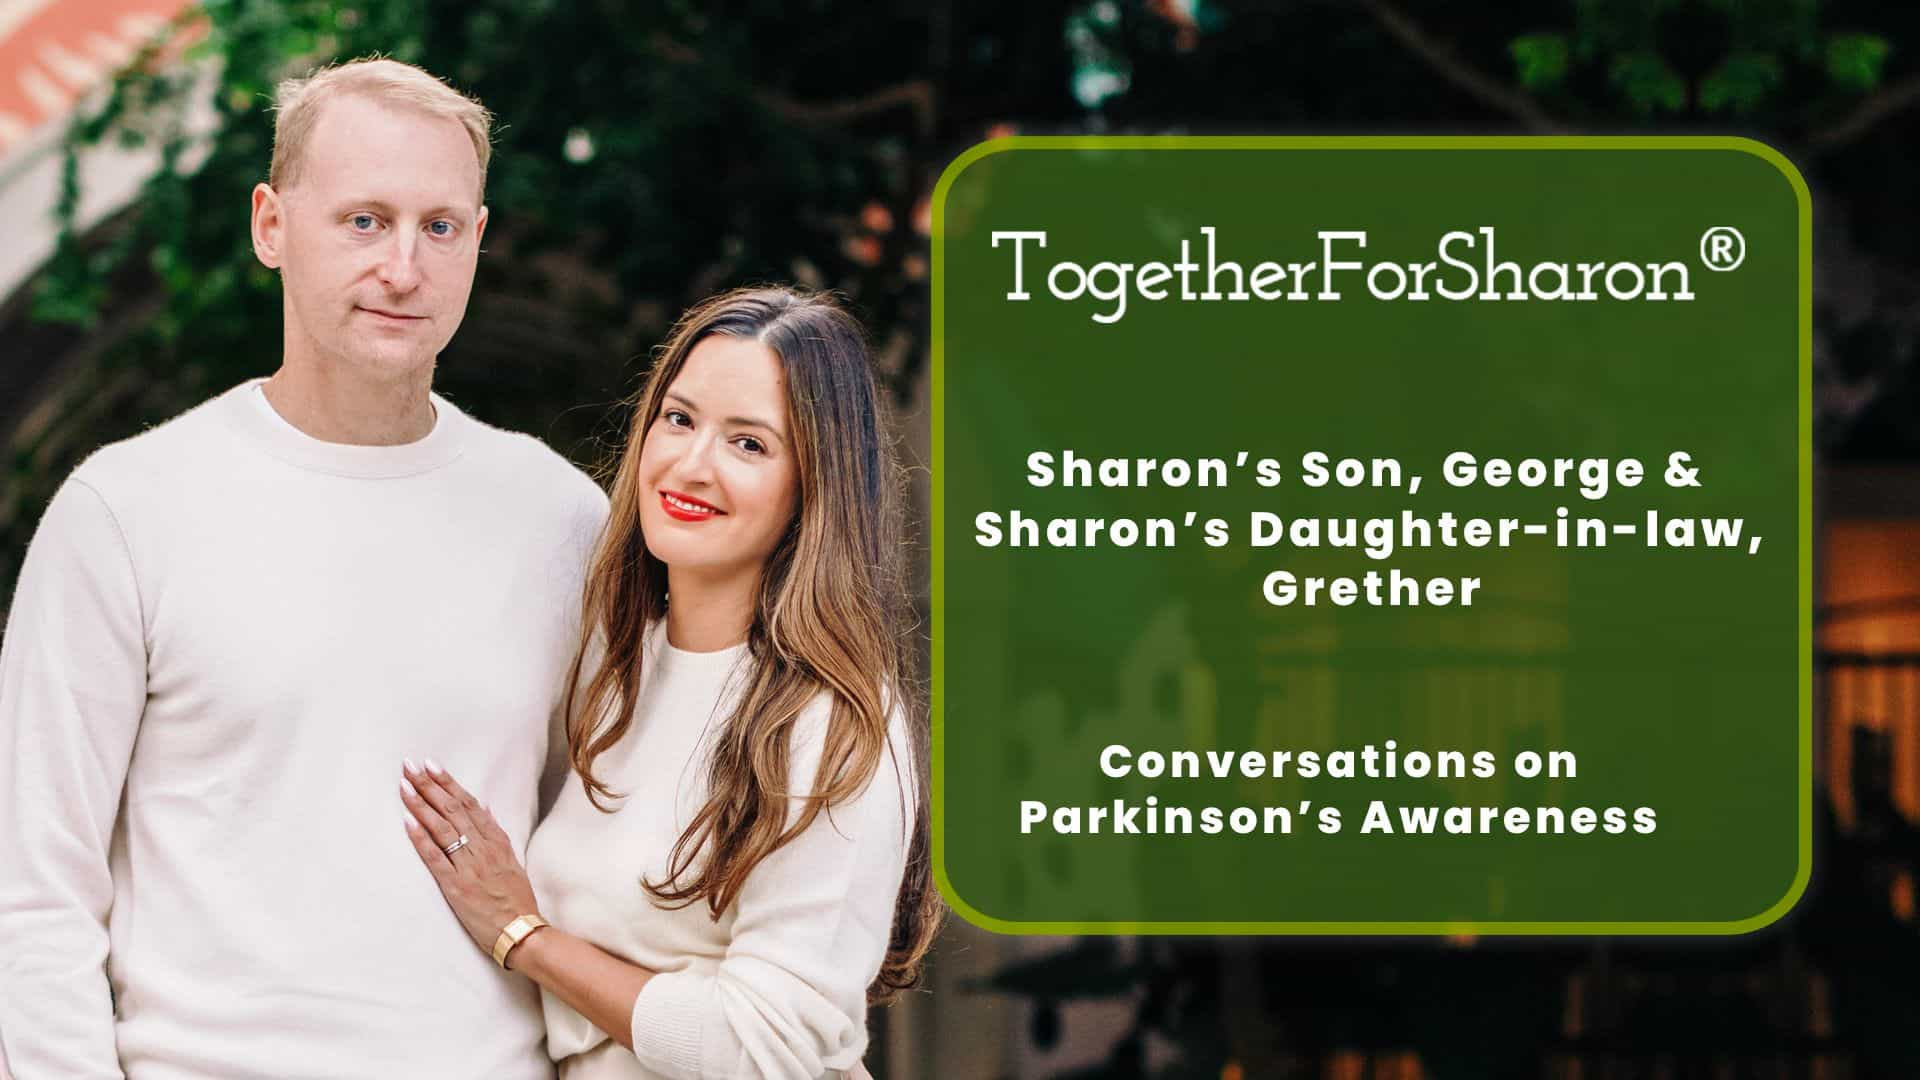 TogetherForSharon®
Sharon’s Son, George &
Sharon’s Daughter-in-law,
Grether
Conversations on
Parkinson’s Awareness